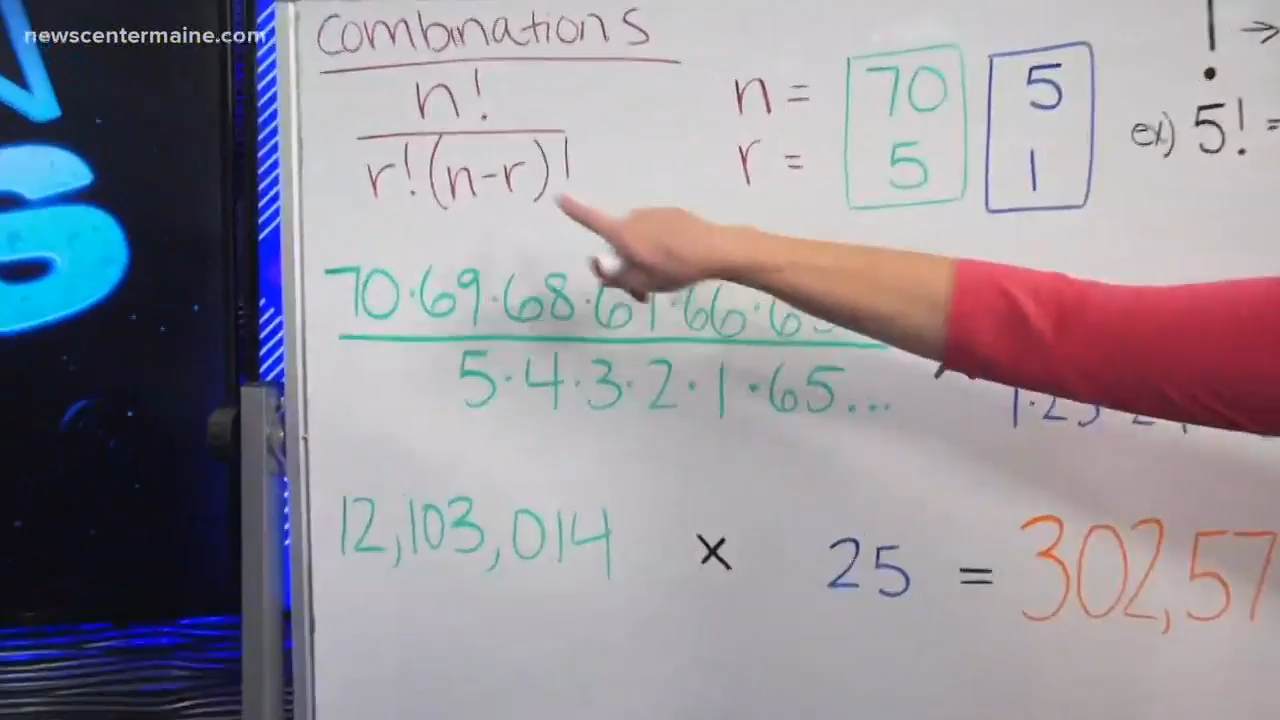 newscentermaine.com
combinations
n!
r!(n-r)!
n = 70 5
r = 5 1
! →
ex) 5! =
70·69·68·67·66·65
5·4·3·2·1·65...
12,103,014 × 25 = 302,57